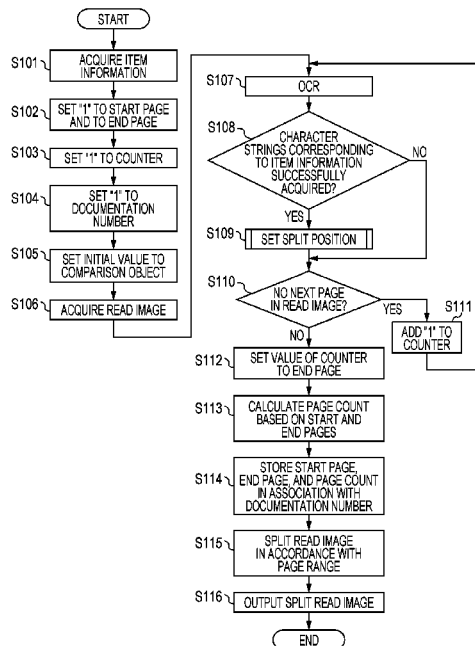 START
S101
ACQUIRE ITEM
INFORMATION
S102
SET "1" TO START PAGE
AND TO END PAGE
S103
SET "1" TO COUNTER
S104
SET "1" TO
DOCUMENTATION
NUMBER
S105
SET INITIAL VALUE TO
COMPARISON OBJECT
S106
ACQUIRE READ IMAGE
S107
OCR
S108
CHARACTER
STRINGS CORRESPONDING
TO ITEM INFORMATION
SUCCESSFULLY
ACQUIRED?
NO
YES
S109
SET SPLIT POSITION
S110
NO NEXT PAGE
IN READ IMAGE?
YES
S111
ADD "1" TO
COUNTER
NO
S112
SET VALUE OF COUNTER
TO END PAGE
S113
CALCULATE PAGE COUNT
BASED ON START AND
END PAGES
S114
STORE START PAGE,
END PAGE, AND PAGE COUNT
IN ASSOCIATION WITH
DOCUMENTATION NUMBER
S115
SPLIT READ IMAGE
IN ACCORDANCE WITH
PAGE RANGE
S116
OUTPUT SPLIT READ IMAGE
END